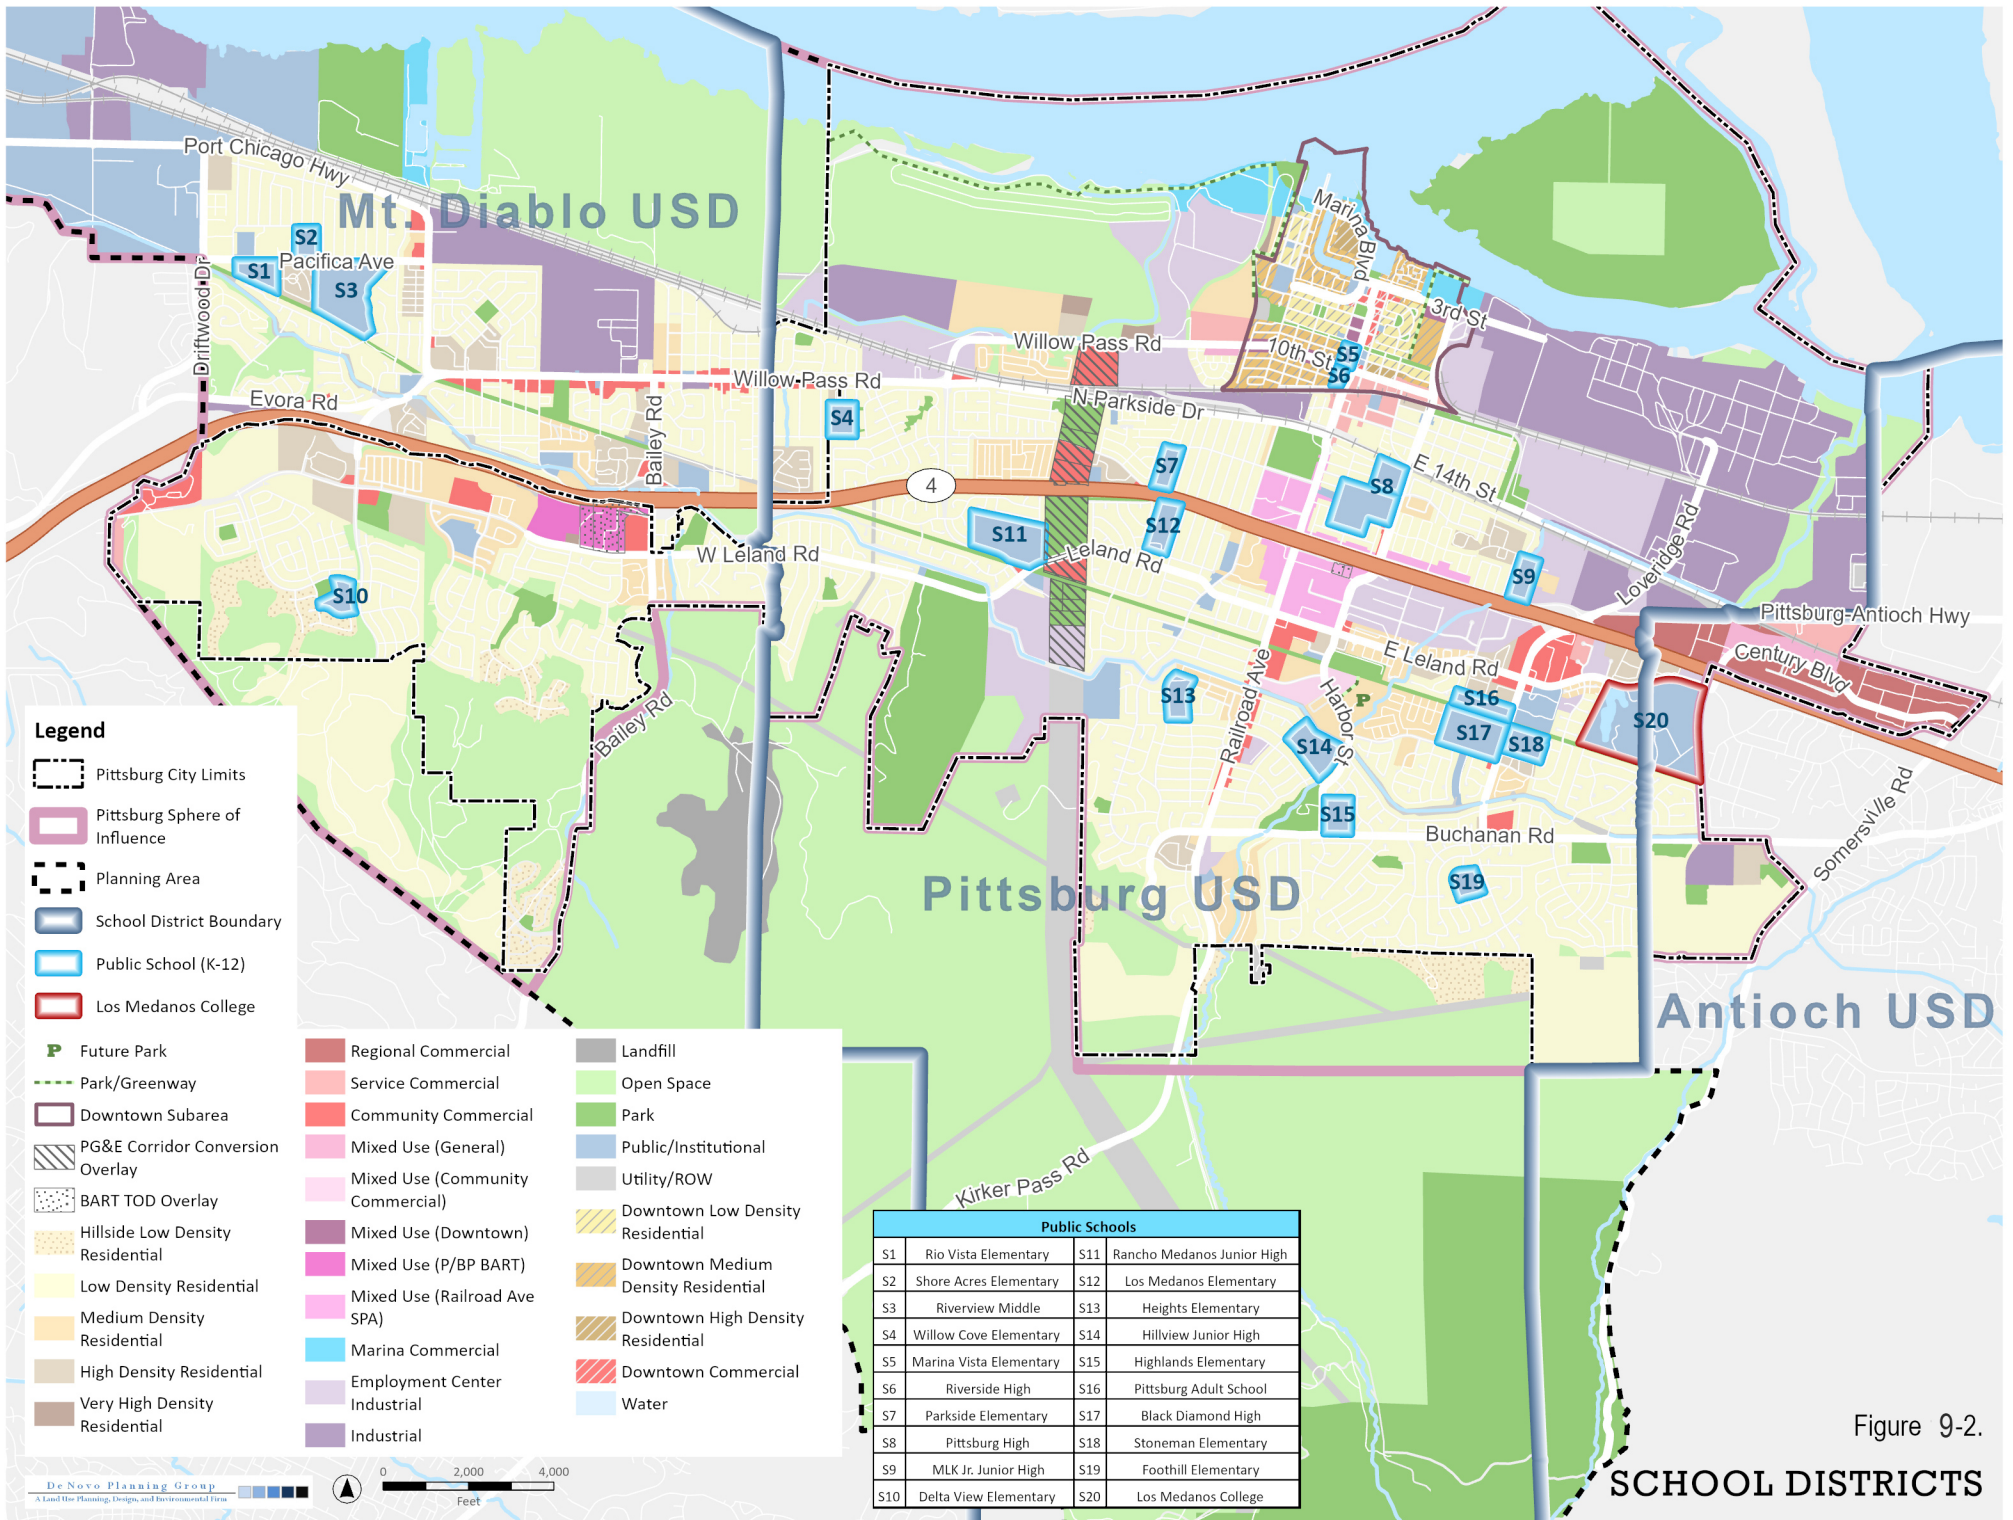 Port Chicago Hwy
Mt. Diablo USD
Marina Blvd
S2
Pacifica Ave
S1
S3
Driftwood Dr
3rd St
Willow Pass Rd
10th St
S5
S6
Willow Pass Rd
Evora Rd
Bailey Rd
N Parkside Dr
S4
S7
E 14th St
S8
4
Loveridge Rd
S11
S12
W Leland Rd
Leland Rd
S9
S10
Pittsburg-Antioch Hwy
E Leland Rd
Century Blvd
Railroad Ave
Harbor St
P
S13
S16
S20
Bailey Rd
S14
S17
S18
S15
Buchanan Rd
Somersville Rd
S19
Pittsburg USD
Antioch USD
Kirker Pass Rd
Legend
Pittsburg City Limits
Pittsburg Sphere of
Influence
Planning Area
School District Boundary
Public School (K-12)
Los Medanos College
P Future Park
Park/Greenway
Downtown Subarea
PG&E Corridor Conversion
Overlay
BART TOD Overlay
Hillside Low Density
Residential
Low Density Residential
Medium Density
Residential
High Density Residential
Very High Density
Residential
Regional Commercial
Service Commercial
Community Commercial
Mixed Use (General)
Mixed Use (Community
Commercial)
Mixed Use (Downtown)
Mixed Use (P/BP BART)
Mixed Use (Railroad Ave
SPA)
Marina Commercial
Employment Center
Industrial
Industrial
Landfill
Open Space
Park
Public/Institutional
Utility/ROW
Downtown Low Density
Residential
Downtown Medium
Density Residential
Downtown High Density
Residential
Downtown Commercial
Water
Public Schools
S1 Rio Vista Elementary S11 Rancho Medanos Junior High
S2 Shore Acres Elementary S12 Los Medanos Elementary
S3 Riverview Middle S13 Heights Elementary
S4 Willow Cove Elementary S14 Hillview Junior High
S5 Marina Vista Elementary S15 Highlands Elementary
S6 Riverside High S16 Pittsburg Adult School
S7 Parkside Elementary S17 Black Diamond High
S8 Pittsburg High S18 Stoneman Elementary
S9 MLK Jr. Junior High S19 Foothill Elementary
S10 Delta View Elementary S20 Los Medanos College
De Novo Planning Group
A Land Use Planning, Design, and Environmental Firm
0 2,000 4,000
Feet
Figure 9-2.
SCHOOL DISTRICTS